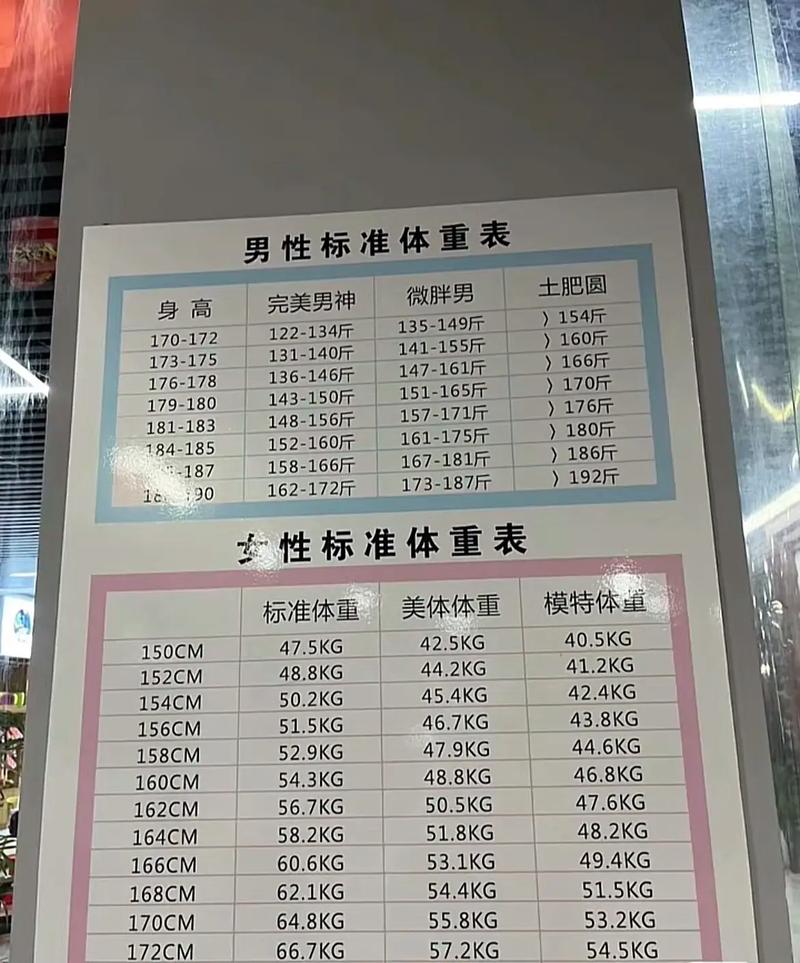 男性标准体重表
身高 完美男神 微胖男 土肥圆
170-172 122-134斤 135-149斤 〉154斤
173-175 131-140斤 141-155斤 〉160斤
176-178 136-146斤 147-161斤 〉166斤
179-180 143-150斤 151-165斤 〉170斤
181-183 148-156斤 157-171斤 〉176斤
184-185 152-160斤 161-175斤 〉180斤
-187 158-166斤 167-181斤 〉186斤
162-172斤 173-187斤 〉192斤
女性标准体重表
标准体重 美体体重 模特体重
150CM 47.5KG 42.5KG 40.5KG
152CM 48.8KG 44.2KG 41.2KG
154CM 50.2KG 45.4KG 42.4KG
156CM 51.5KG 46.7KG 43.8KG
158CM 52.9KG 47.9KG 44.6KG
160CM 54.3KG 48.8KG 46.8KG
162CM 56.7KG 50.5KG 47.6KG
164CM 58.2KG 51.8KG 48.2KG
166CM 60.6KG 53.1KG 49.4KG
168CM 62.1KG 54.4KG 51.5KG
170CM 64.8KG 55.8KG 53.2KG
172CM 66.7KG 57.2KG 54.5KG